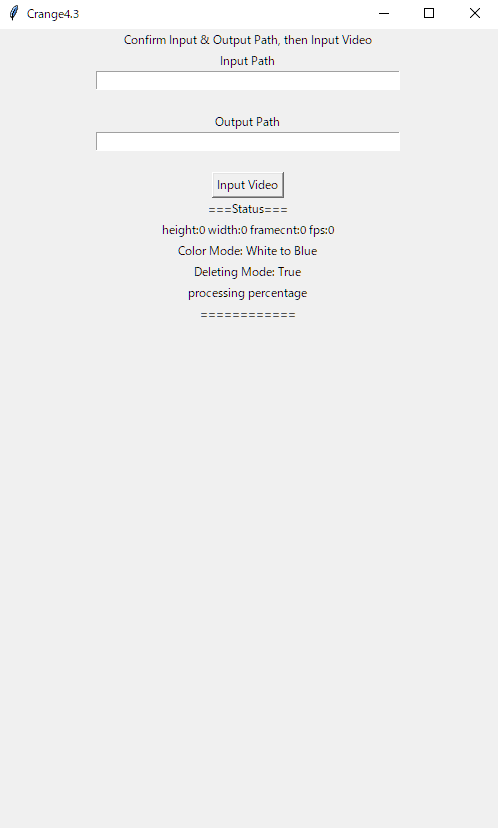 Crange4.3
Confirm Input & Output Path, then Input Video
Input Path
Output Path
Input Video
===Status===
height:0 width:0 framecnt:0 fps:0
Color Mode: White to Blue
Deleting Mode: True
processing percentage
============